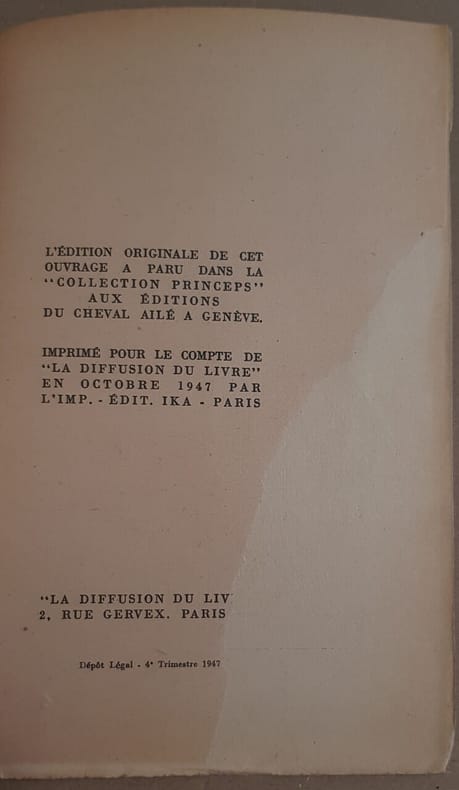 L'ÉDITION ORIGINALE DE CET
OUVRAGE A PARU DANS LA
"COLLECTION PRINCEPS"
AUX ÉDITIONS
DU CHEVAL AILÉ A GENÈVE.
IMPRIMÉ POUR LE COMPTE DE
"LA DIFFUSION DU LIVRE"
EN OCTOBRE 1947 PAR
L'IMP. - ÉDIT. IKA - PARIS
"LA DIFFUSION DU LIV
2, RUE GERVEX. PARIS
Dépôt Légal - 4e Trimestre 1947